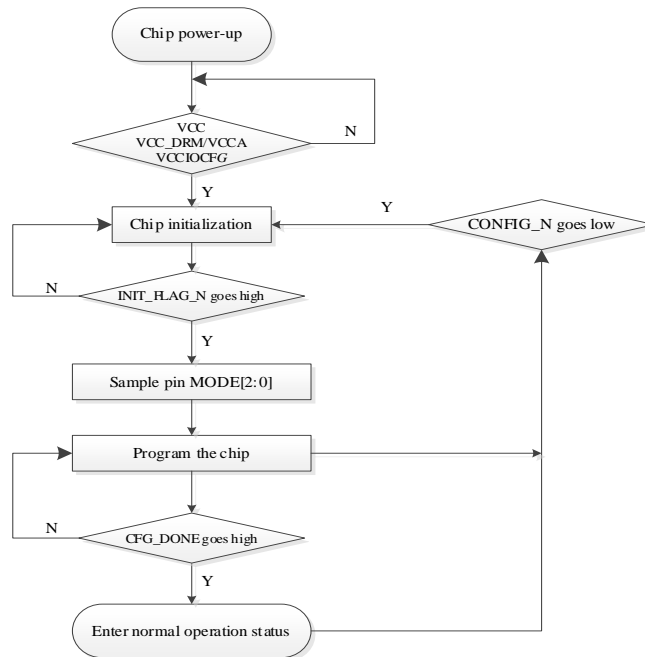 Chip power-up
VCC
VCC_DRM/VCCA
VCCIOCFG
N
Y
Y
Chip initialization
CONFIG_N goes low
N
INIT_FLAG_N goes high
Y
Sample pin MODE[2:0]
Program the chip
N
CFG_DONE goes high
Y
Enter normal operation status